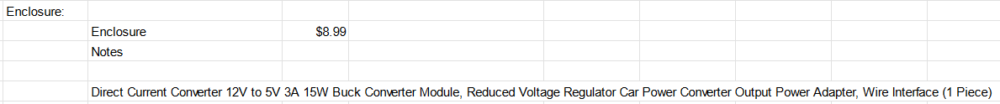 Enclosure:
Enclosure $8.99
Notes
Direct Current Converter 12V to 5V 3A 15W Buck Converter Module, Reduced Voltage Regulator Car Power Converter Output Power Adapter, Wire Interface (1 Piece)